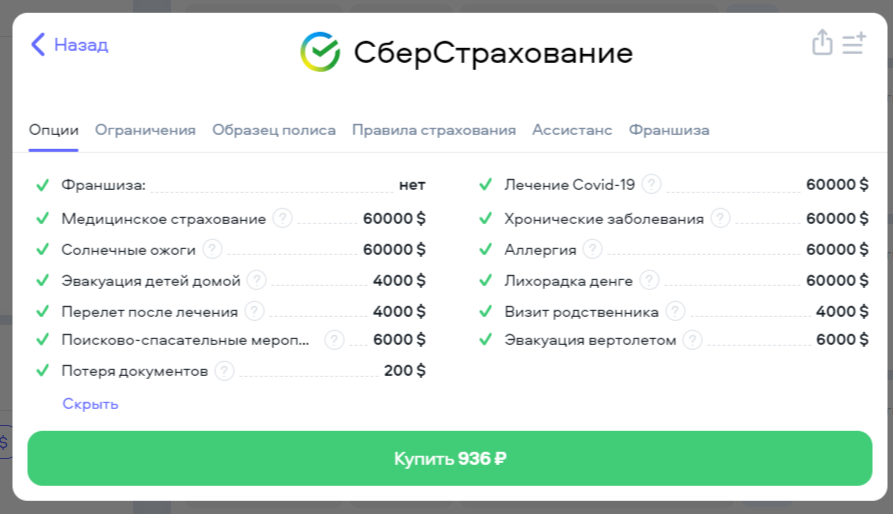 Назад
СберСтрахование
Опции Ограничения Образец полиса Правила страхования Ассистанс Франшиза
Франшиза: нет
Медицинское страхование ? 60000 $
Солнечные ожоги ? 60000 $
Эвакуация детей домой ? 4000 $
Перелет после лечения ? 4000 $
Поисково-спасательные мероп... ? 6000 $
Потеря документов ? 200 $
Скрыть
Лечение Covid-19 ? 60000 $
Хронические заболевания ? 60000 $
Аллергия ? 60000 $
Лихорадка денге ? 60000 $
Визит родственника ? 4000 $
Эвакуация вертолетом ? 6000 $
$
Купить 936 ₽